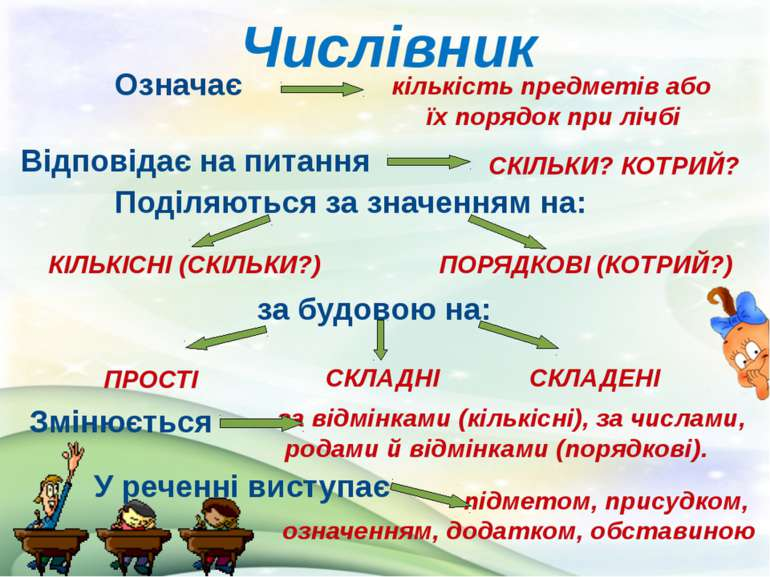 Числівник
Означає
кількість предметів або
їх порядок при лічбі
Відповідає на питання
СКІЛЬКИ? КОТРИЙ?
Поділяються за значенням на:
КІЛЬКІСНІ (СКІЛЬКИ?)
ПОРЯДКОВІ (КОТРИЙ?)
за будовою на:
ПРОСТІ
СКЛАДНІ
СКЛАДЕНІ
Змінюється
за відмінками (кількісні), за числами,
родами й відмінками (порядкові).
У реченні виступає
підметом, присудком,
означенням, додатком, обставиною